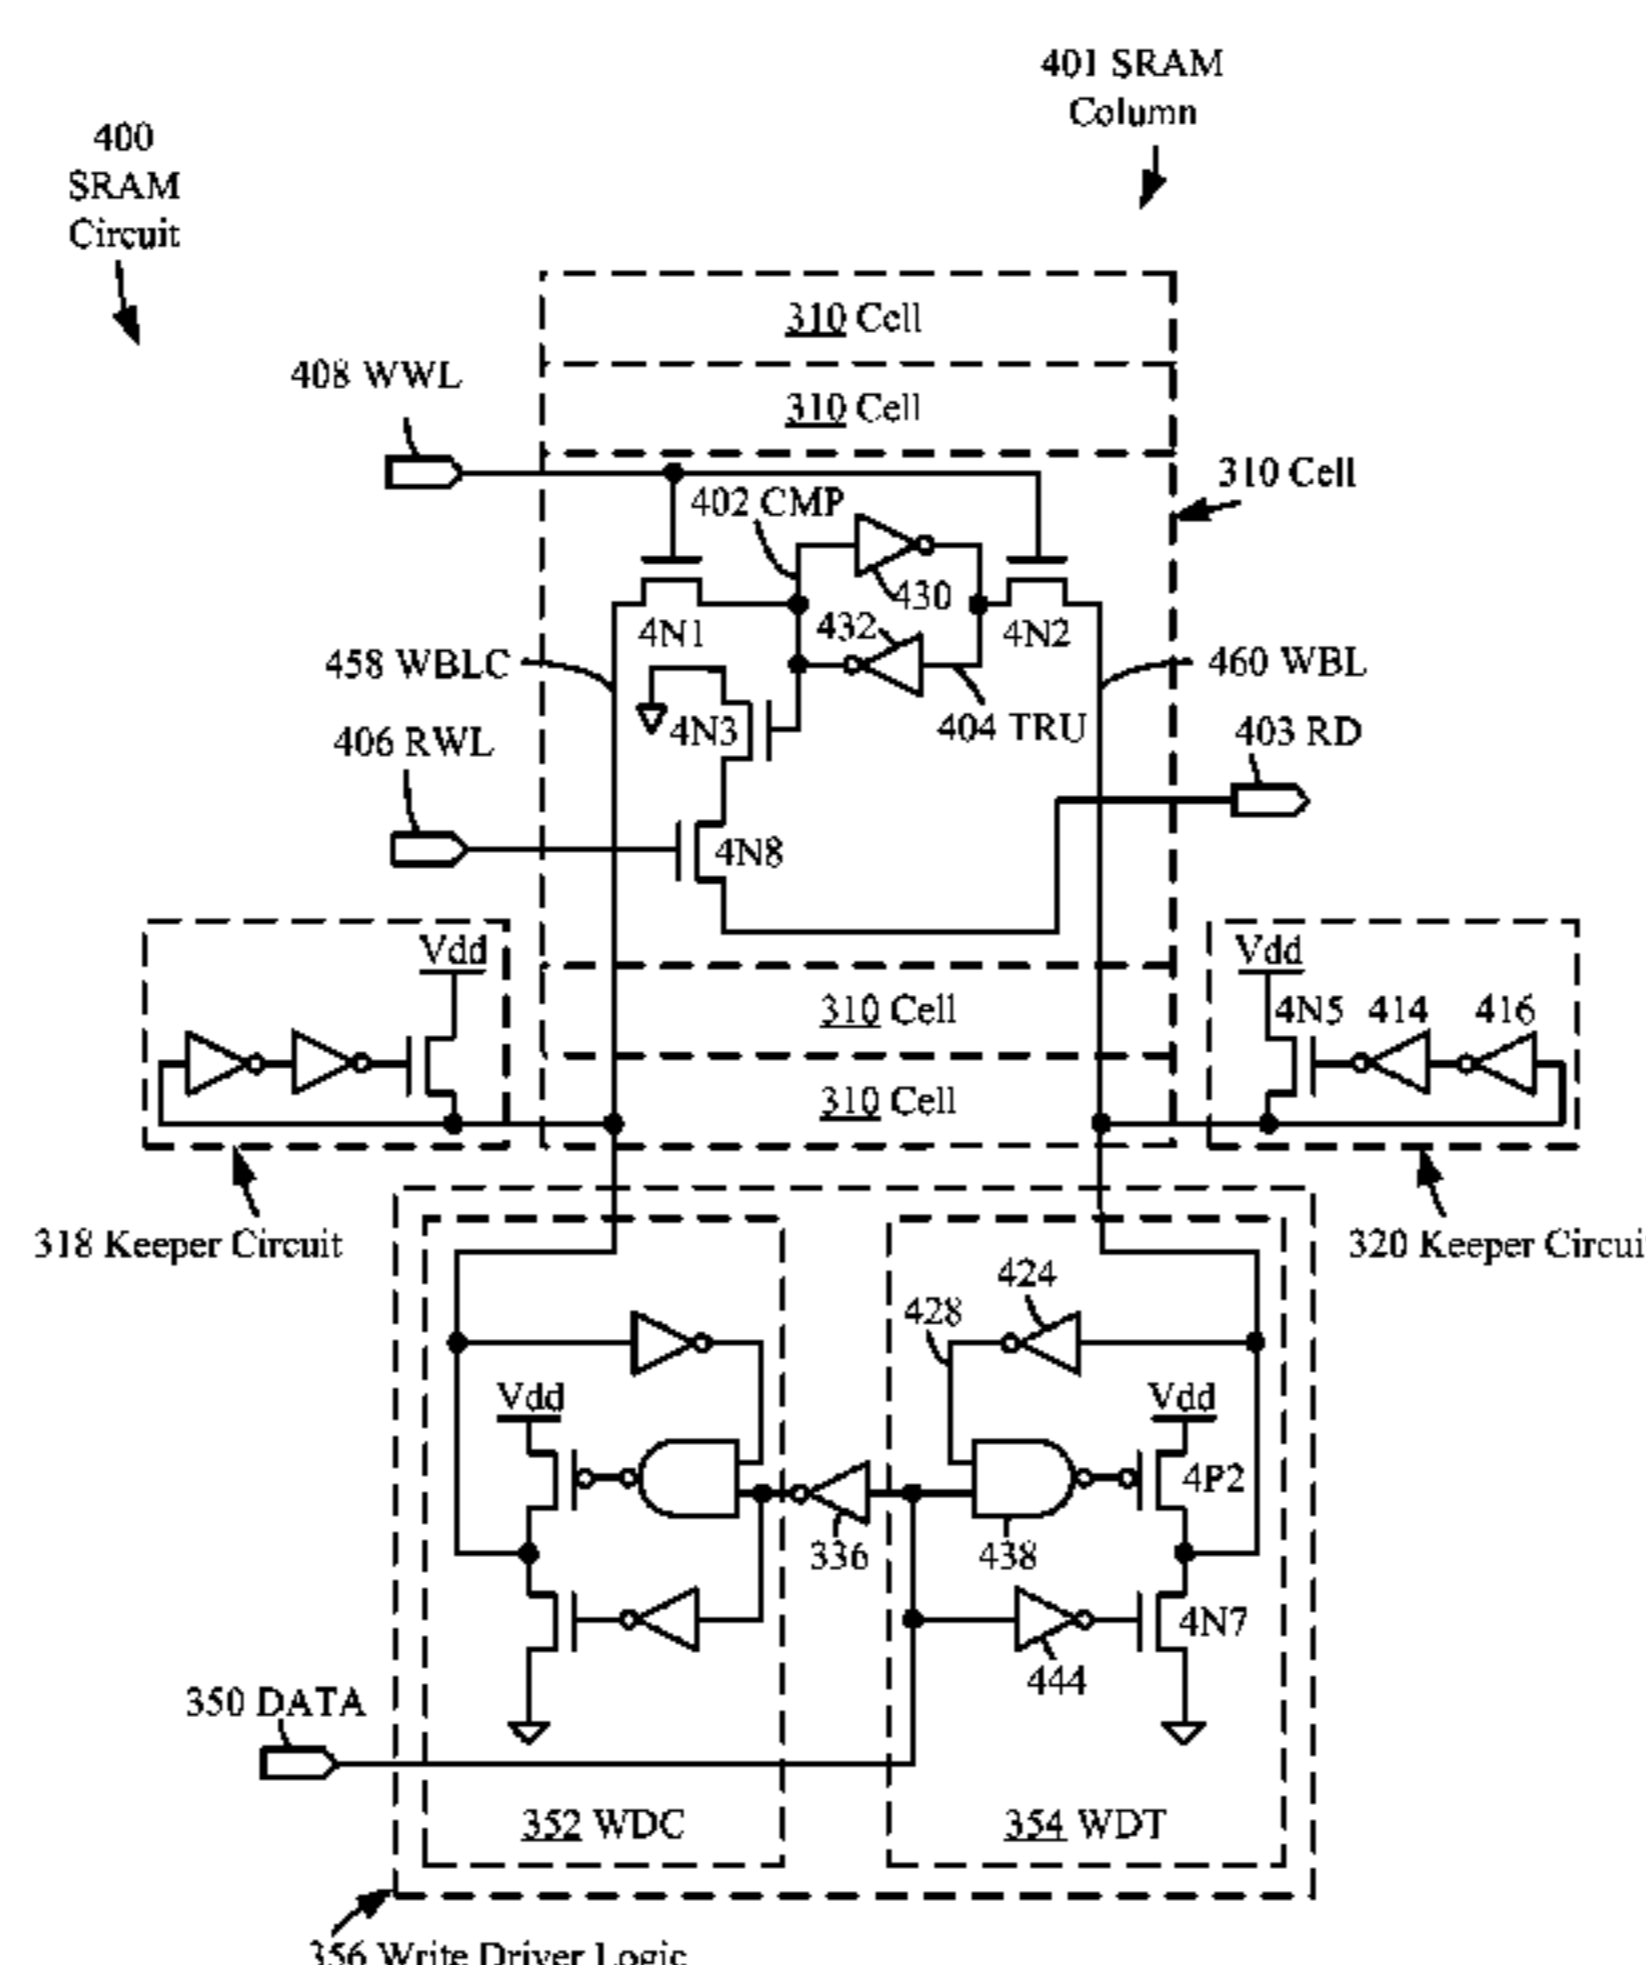 401 SRAM
Column
400
SRAM
Circuit
310 Cell
408 WWL
310 Cell
310 Cell
402 CMP
430
4N1
432
4N2
458 WBLC
460 WBL
4N3
404 TRU
403 RD
406 RWL
4N8
Vdd
Vdd
310 Cell
4N5
414
416
310 Cell
318 Keeper Circuit
320 Keeper Circui
424
428
Vdd
Vdd
4P2
336
438
4N7
444
350 DATA
352 WDC
354 WDT
356 Write Driver Logic